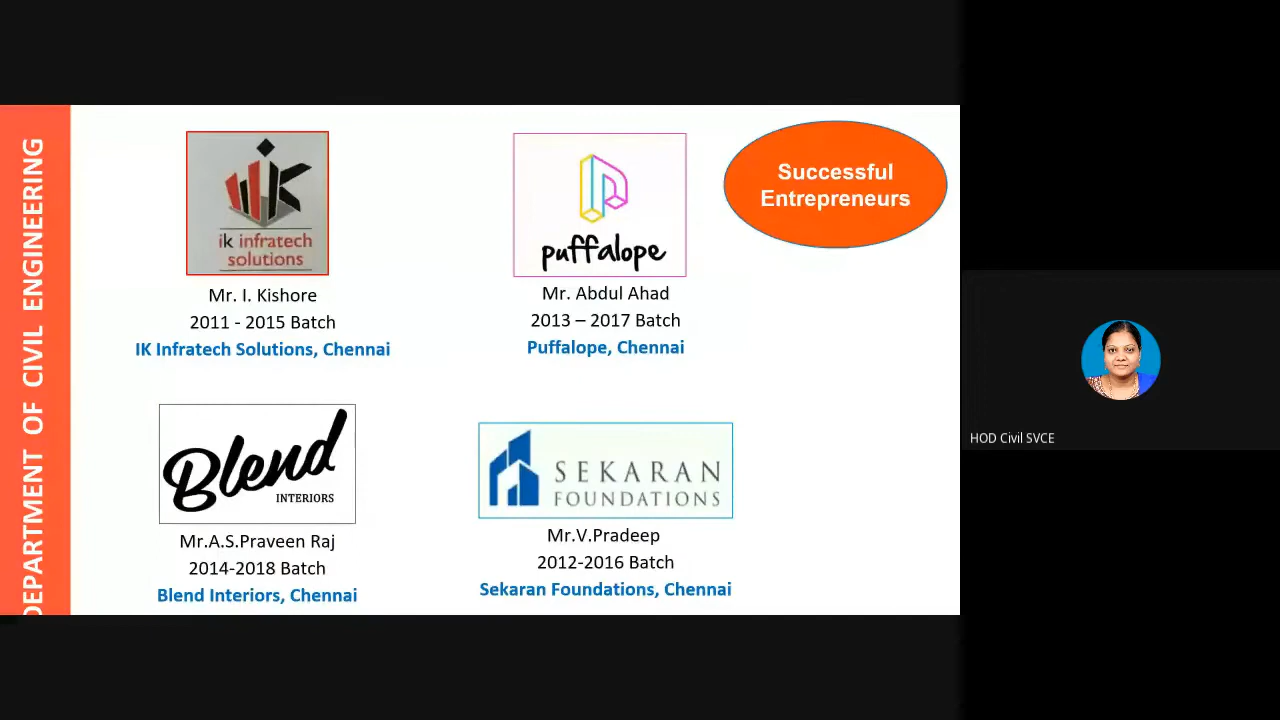 DEPARTMENT OF CIVIL ENGINEERING
ik infratech
solutions
Mr. I. Kishore
2011 - 2015 Batch
IK Infratech Solutions, Chennai
puffalope
Mr. Abdul Ahad
2013 – 2017 Batch
Puffalope, Chennai
Successful
Entrepreneurs
Blend
INTERIORS
Mr.A.S.Praveen Raj
2014-2018 Batch
Blend Interiors, Chennai
SEKARAN
FOUNDATIONS
Mr.V.Pradeep
2012-2016 Batch
Sekaran Foundations, Chennai
HOD Civil SVCE